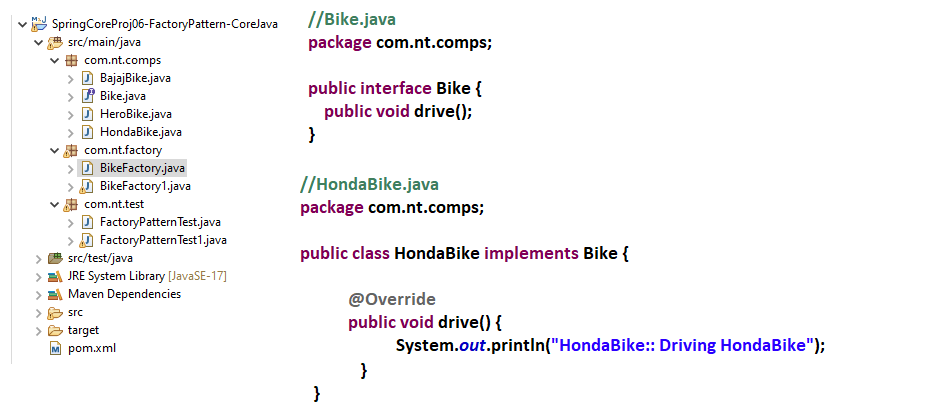 SpringCoreProj06-FactoryPattern-CoreJava
src/main/java
com.nt.comps
BajajBike.java
Bike.java
HeroBike.java
HondaBike.java
com.nt.factory
BikeFactory.java
BikeFactory1.java
com.nt.test
FactoryPatternTest.java
FactoryPatternTest1.java
src/test/java
JRE System Library [JavaSE-17]
Maven Dependencies
src
target
pom.xml
//Bike.java
package com.nt.comps;
public interface Bike {
public void drive();
}
//HondaBike.java
package com.nt.comps;
public class HondaBike implements Bike {
@Override
public void drive() {
System.out.println("HondaBike:: Driving HondaBike");
}
}